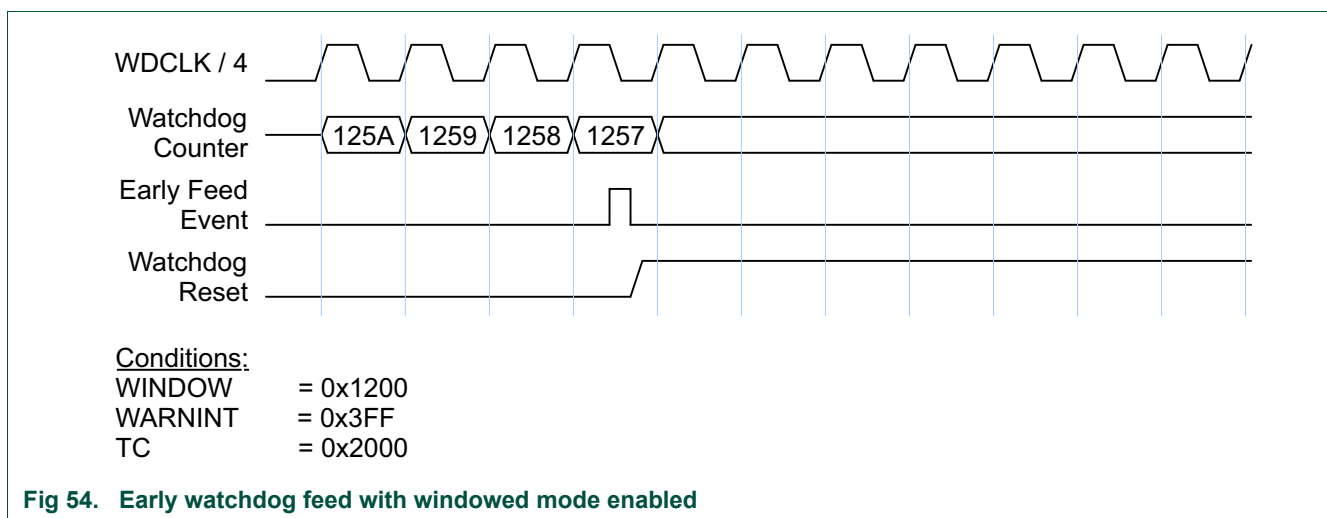 WDCLK / 4
Watchdog
Counter
125A 1259 1258 1257
Early Feed
Event
Watchdog
Reset
Conditions:
WINDOW = 0x1200
WARNINT = 0x3FF
TC = 0x2000
Fig 54. Early watchdog feed with windowed mode enabled